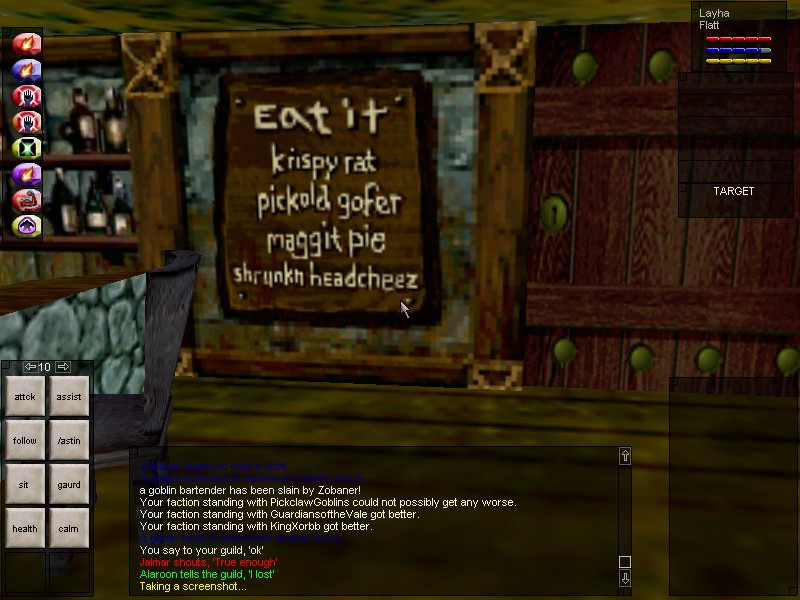 Layha
Flatt
TARGET
Eat it
krispy rat
pickold gofer
maggit pie
shrunkn headcheez
10
attck assist
follow /astin
sit gaurd
health calm
a goblin bartender has been slain by Zobaner!
Your faction standing with PickclawGoblins could not possibly get any worse.
Your faction standing with GuardiansoftheVale got better.
Your faction standing with KingXorbb got better.
You say to your guild, 'ok'
Jalmar shouts, 'True enough'
Alaroon tells the guild, 'I lost'
Taking a screenshot...